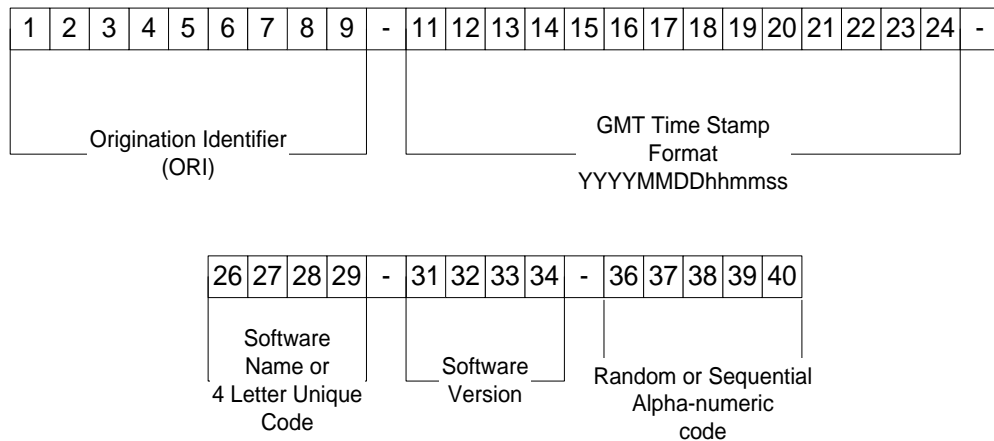 1 2 3 4 5 6 7 8 9 - 11 12 13 14 15 16 17 18 19 20 21 22 23 24 -
Origination Identifier
(ORI)
GMT Time Stamp
Format
YYYYMMDDhhmmss
26 27 28 29 - 31 32 33 34 - 36 37 38 39 40
Software
Name or
4 Letter Unique
Code
Software
Version
Random or Sequential
Alpha-numeric
code